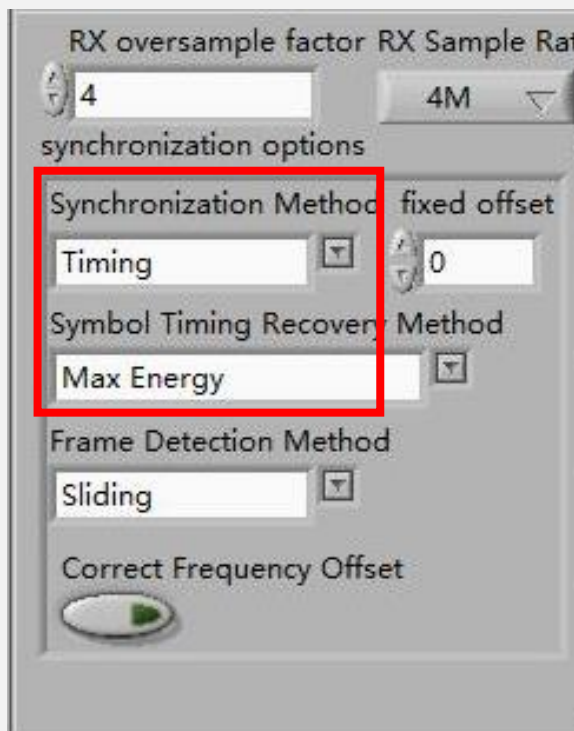 RX oversample factor RX Sample Rat
4 4M
synchronization options
Synchronization Method fixed offset
Timing 0
Symbol Timing Recovery Method
Max Energy
Frame Detection Method
Sliding
Correct Frequency Offset